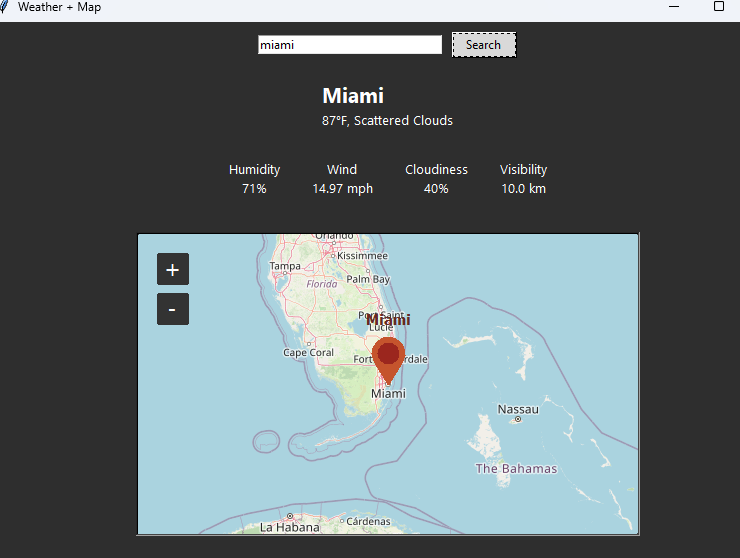 Weather + Map
miami
Search
Miami
87°F, Scattered Clouds
Humidity Wind Cloudiness Visibility
71% 14.97 mph 40% 10.0 km
+
-
Orlando
Kissimmee
Tampa
Palm Bay
Florida
Port Saint
Lucie
Miami
Cape Coral
Miami
Nassau
The Bahamas
La Habana
Cárdenas